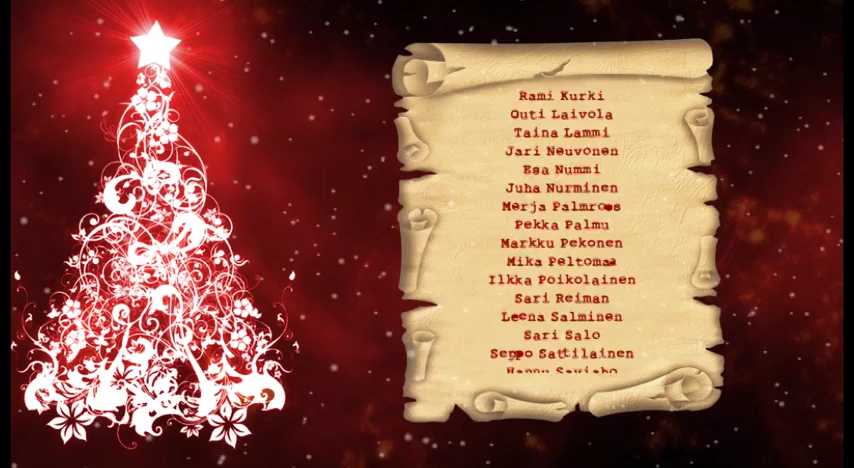 Rami Kurki
Outi Laivola
Taina Lammi
Jari Neuvonen
Esa Nummi
Juha Nurminen
Merja Palmroos
Pekka Palmu
Markku Pekonen
Mika Peltomaa
Ilkka Poikolainen
Sari Reiman
Leena Salminen
Sari Salo
Seppo Sattilainen